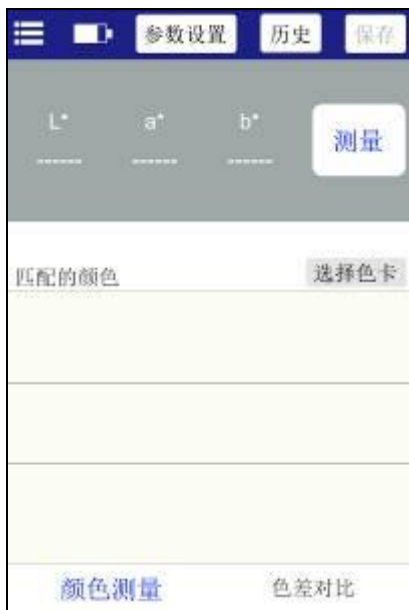 参数设置 历史 保存
L* a* b*
------ ------ ------
测量
匹配的颜色 选择色卡
颜色测量 色差对比